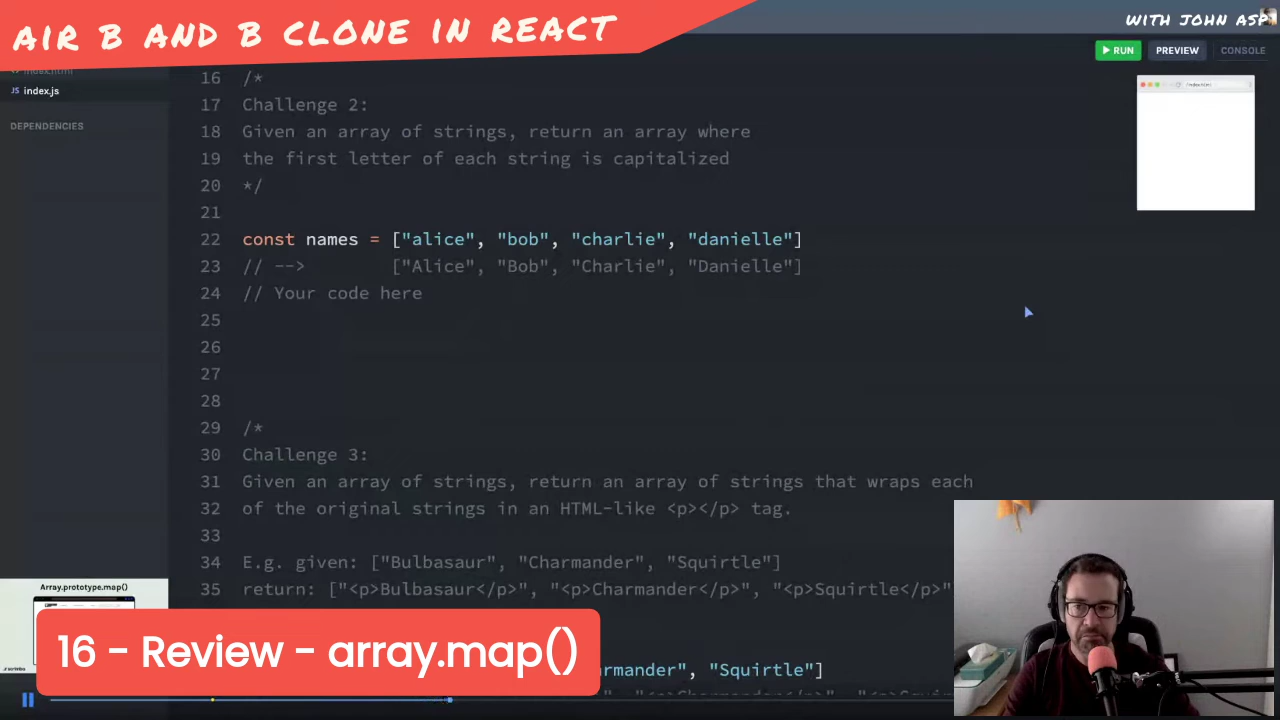 AIR B AND B CLONE IN REACT
WITH JOHN ASP
index.html
JS index.js
DEPENDENCIES
RUN
PREVIEW
CONSOLE
16 /*
17 Challenge 2:
18 Given an array of strings, return an array where
19 the first letter of each string is capitalized
20 */
21
22 const names = ["alice", "bob", "charlie", "danielle"]
23 // --> ["Alice", "Bob", "Charlie", "Danielle"]
24 // Your code here
25
26
27
28
29 /*
30 Challenge 3:
31 Given an array of strings, return an array of strings that wraps each
32 of the original strings in an HTML-like <p></p> tag.
33
34 E.g. given: ["Bulbasaur", "Charmander", "Squirtle"]
35 return: ["<p>Bulbasaur</p>", "<p>Charmander</p>", "<p>Squirtle</p>"
Array.prototype.map()
16 - Review - array.map()
armander", "Squirtle"]